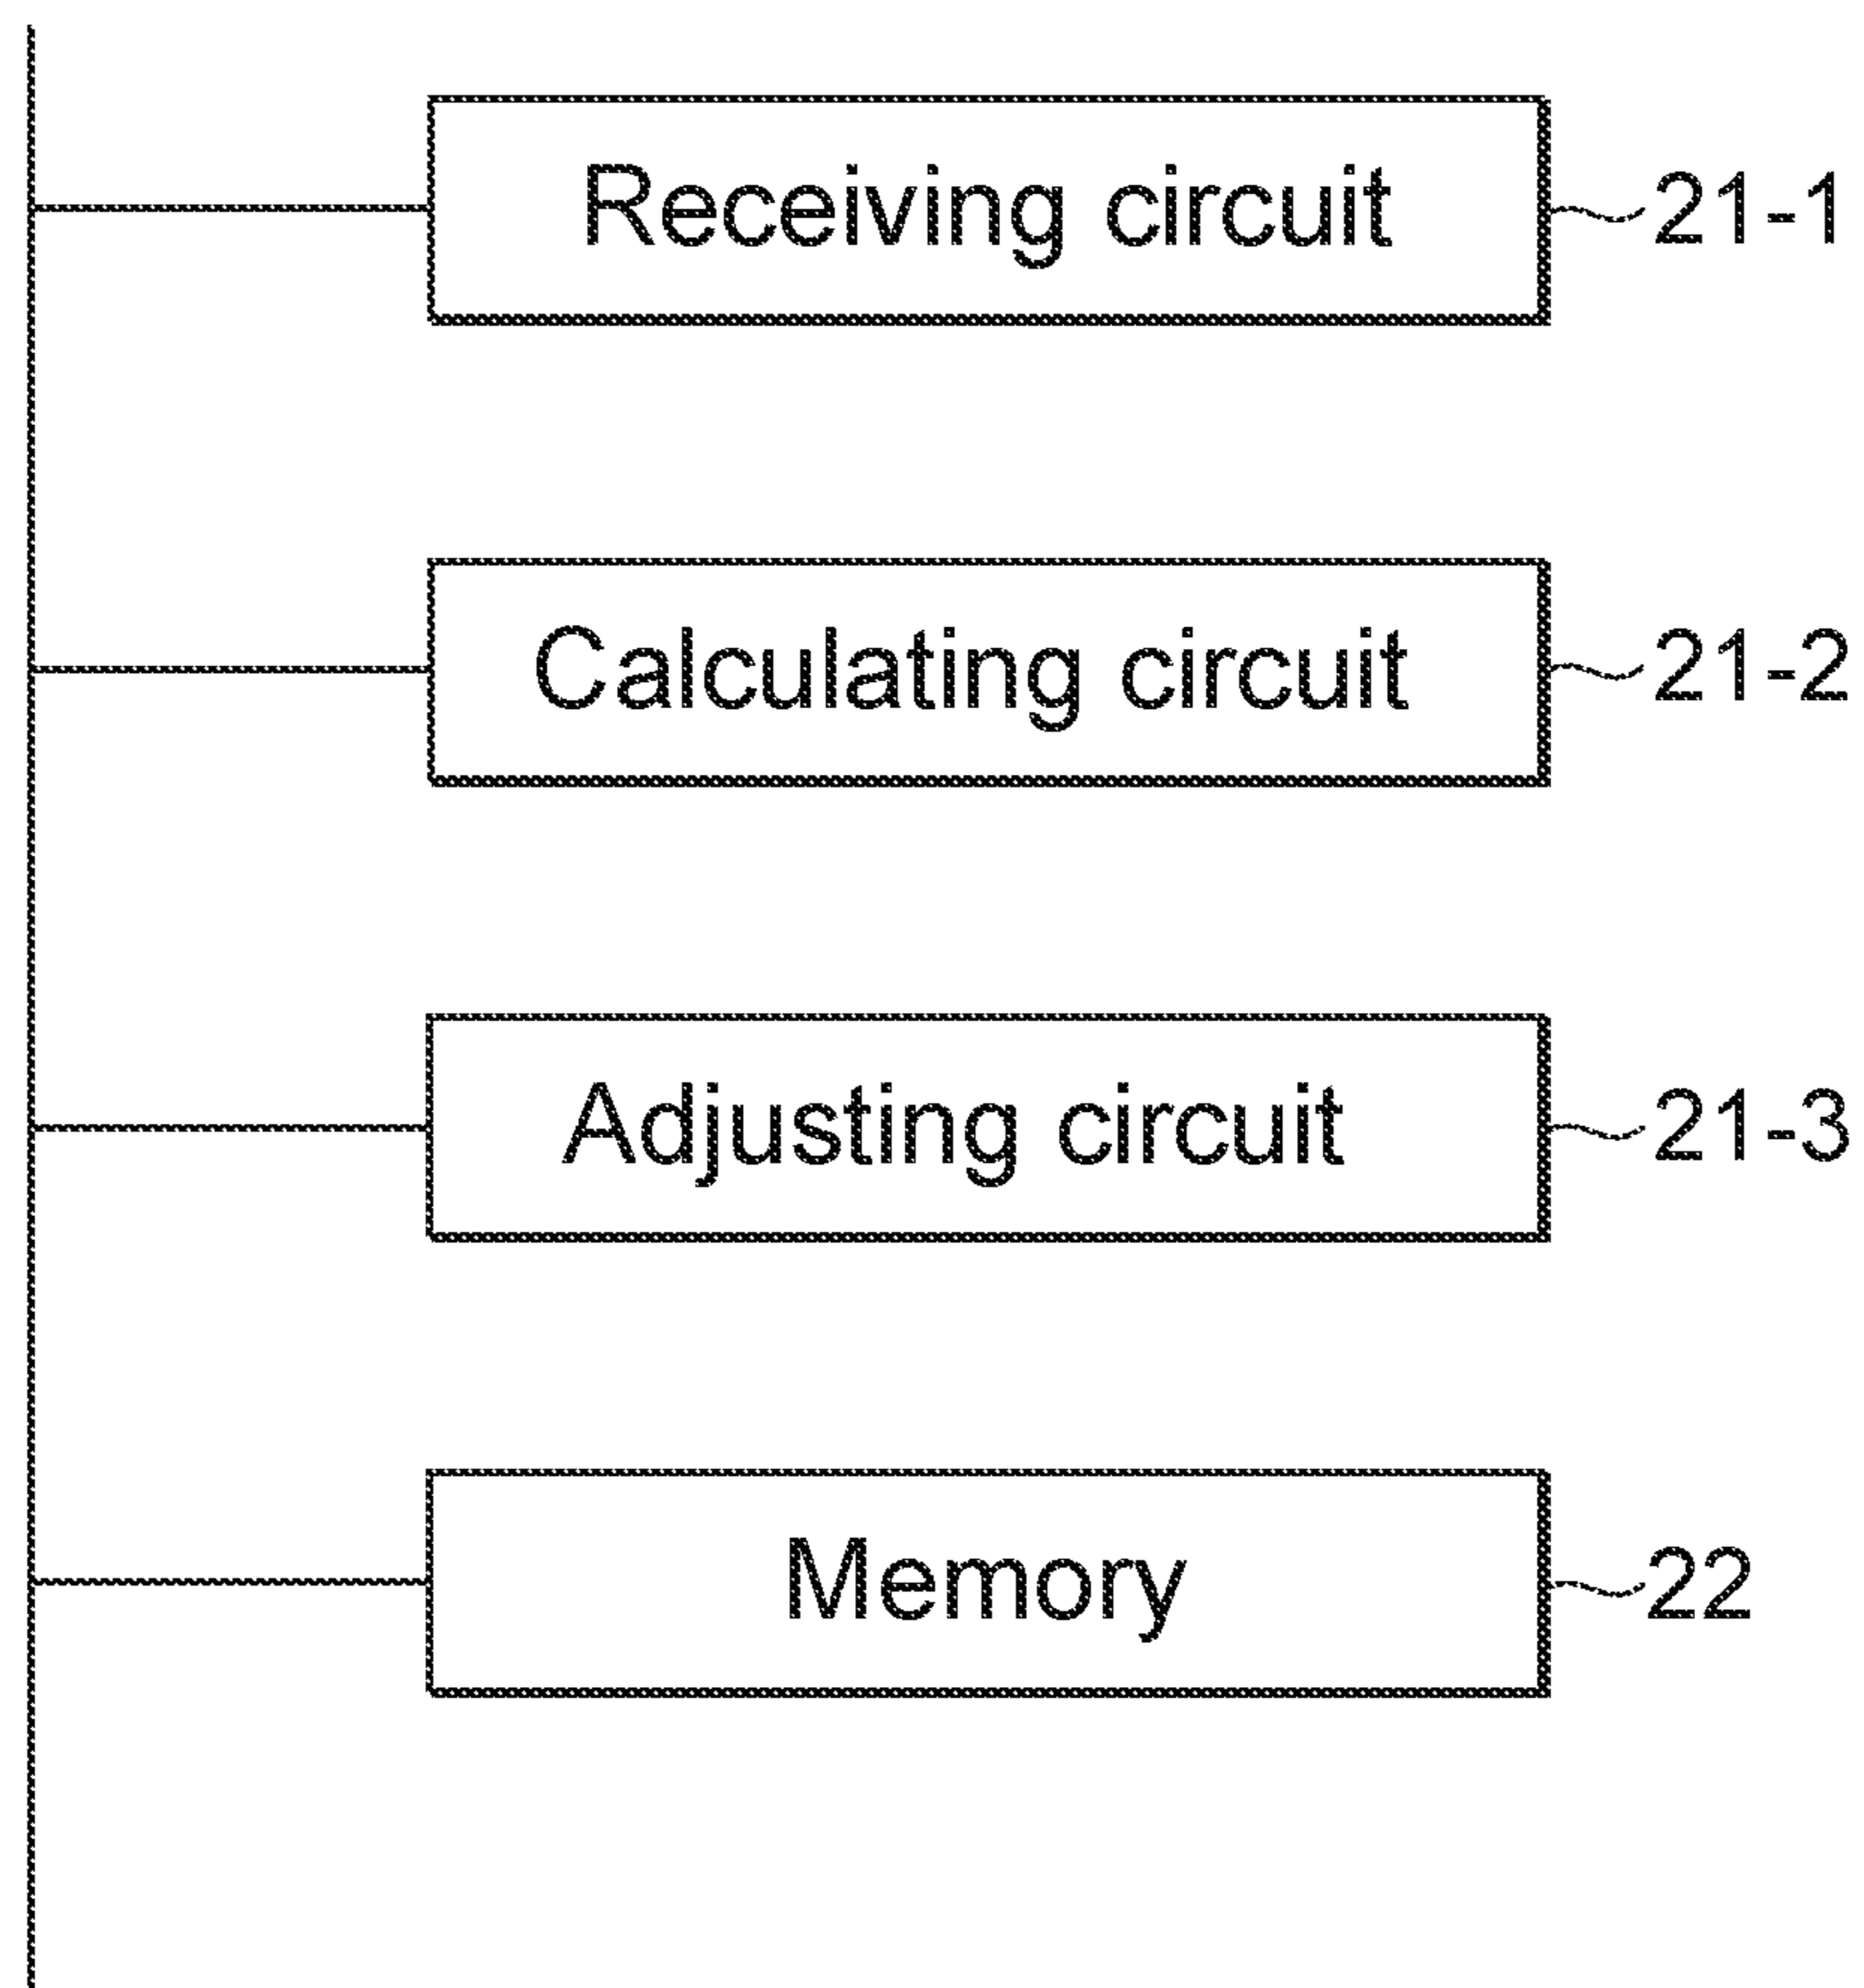 Receiving circuit 21-1
Calculating circuit 21-2
Adjusting circuit 21-3
Memory 22